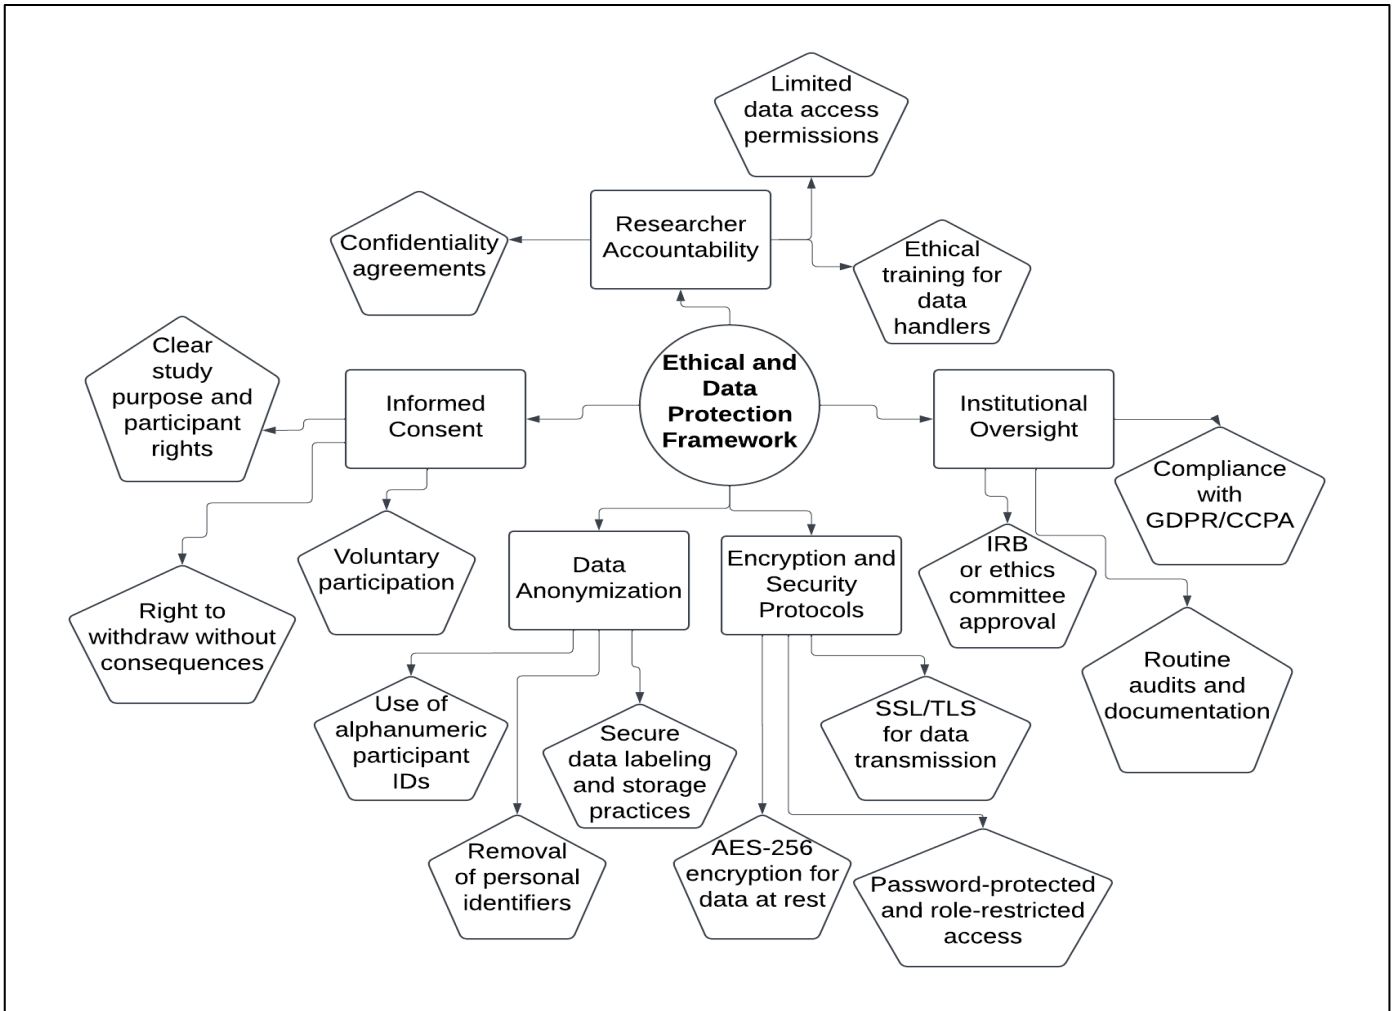 Limited
data access
permissions
Researcher
Accountability
Confidentiality
agreements
Ethical
training for
data
handlers
Clear
study
purpose and
participant
rights
Informed
Consent
Ethical and
Data
Protection
Framework
Institutional
Oversight
Compliance
with
GDPR/CCPA
Right to
withdraw without
consequences
Voluntary
participation
Data
Anonymization
Encryption and
Security
Protocols
IRB
or ethics
committee
approval
Routine
audits and
documentation
Use of
alphanumeric
participant
IDs
Secure
data labeling
and storage
practices
SSL/TLS
for data
transmission
Removal
of personal
identifiers
AES-256
encryption for
data at rest
Password-protected
and role-restricted
access